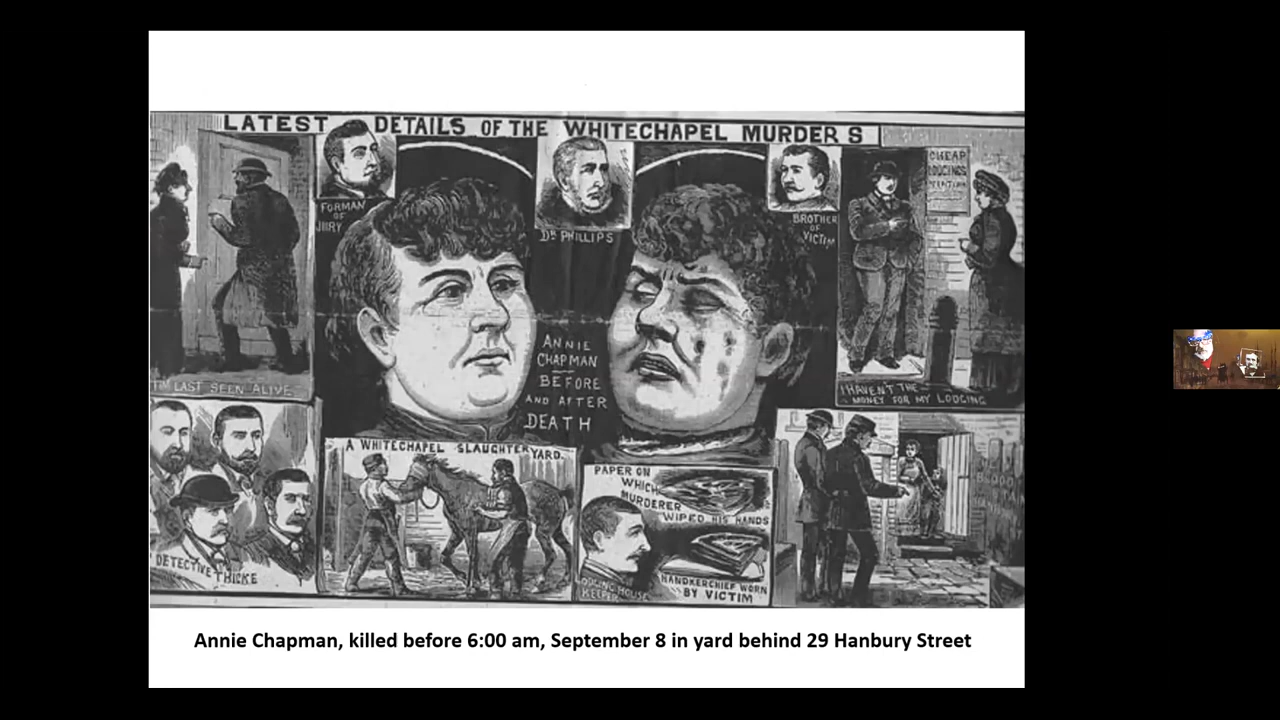 LATEST DETAILS OF THE WHITECHAPEL MURDERS
FORMAN
OF
JURY
DR PHILLIPS
BROTHER
OF
VICTIM
CHEAP
LODGINGS
ANNIE
CHAPMAN
BEFORE
AND AFTER
DEATH
LAST SEEN ALIVE
I HAVEN'T THE
MONEY FOR MY LODGING
DETECTIVE THICKE
A WHITECHAPEL SLAUGHTER YARD.
PAPER ON
WHICH
MURDERER
WIPED HIS HANDS
HOUSE
KEEPER
HANDKERCHIEF WORN
BY VICTIM
BLOOD
Annie Chapman, killed before 6:00 am, September 8 in yard behind 29 Hanbury Street